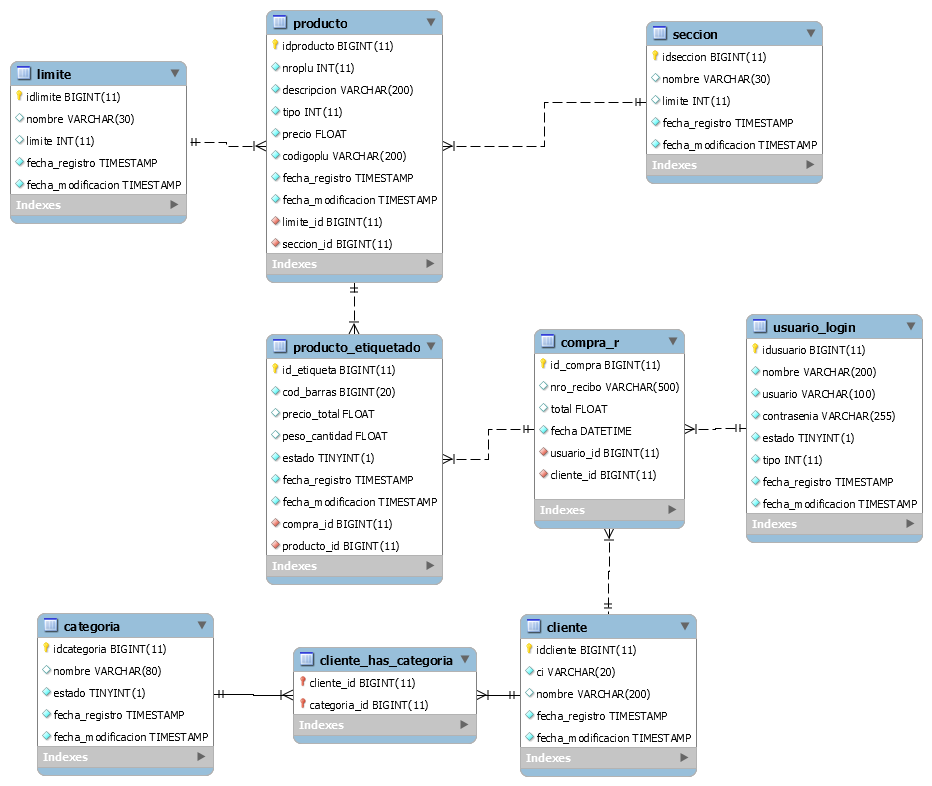 producto
idproducto BIGINT(11)
nroplu INT(11)
descripcion VARCHAR(200)
tipo INT(11)
precio FLOAT
codigoplu VARCHAR(200)
fecha_registro TIMESTAMP
fecha_modificacion TIMESTAMP
limite_id BIGINT(11)
seccion_id BIGINT(11)
Indexes
seccion
idseccion BIGINT(11)
nombre VARCHAR(30)
limite INT(11)
fecha_registro TIMESTAMP
fecha_modificacion TIMESTAMP
Indexes
limite
idlimite BIGINT(11)
nombre VARCHAR(30)
limite INT(11)
fecha_registro TIMESTAMP
fecha_modificacion TIMESTAMP
Indexes
producto_etiquetado
id_etiqueta BIGINT(11)
cod_barras BIGINT(20)
precio_total FLOAT
peso_cantidad FLOAT
estado TINYINT(1)
fecha_registro TIMESTAMP
fecha_modificacion TIMESTAMP
compra_id BIGINT(11)
producto_id BIGINT(11)
Indexes
compra_r
id_compra BIGINT(11)
nro_recibo VARCHAR(500)
total FLOAT
fecha DATETIME
usuario_id BIGINT(11)
cliente_id BIGINT(11)
Indexes
usuario_login
idusuario BIGINT(11)
nombre VARCHAR(200)
usuario VARCHAR(100)
contrasenia VARCHAR(255)
estado TINYINT(1)
tipo INT(11)
fecha_registro TIMESTAMP
fecha_modificacion TIMESTAMP
Indexes
categoria
idcategoria BIGINT(11)
nombre VARCHAR(80)
estado TINYINT(1)
fecha_registro TIMESTAMP
fecha_modificacion TIMESTAMP
Indexes
cliente_has_categoria
cliente_id BIGINT(11)
categoria_id BIGINT(11)
Indexes
cliente
idcliente BIGINT(11)
ci VARCHAR(20)
nombre VARCHAR(200)
fecha_registro TIMESTAMP
fecha_modificacion TIMESTAMP
Indexes